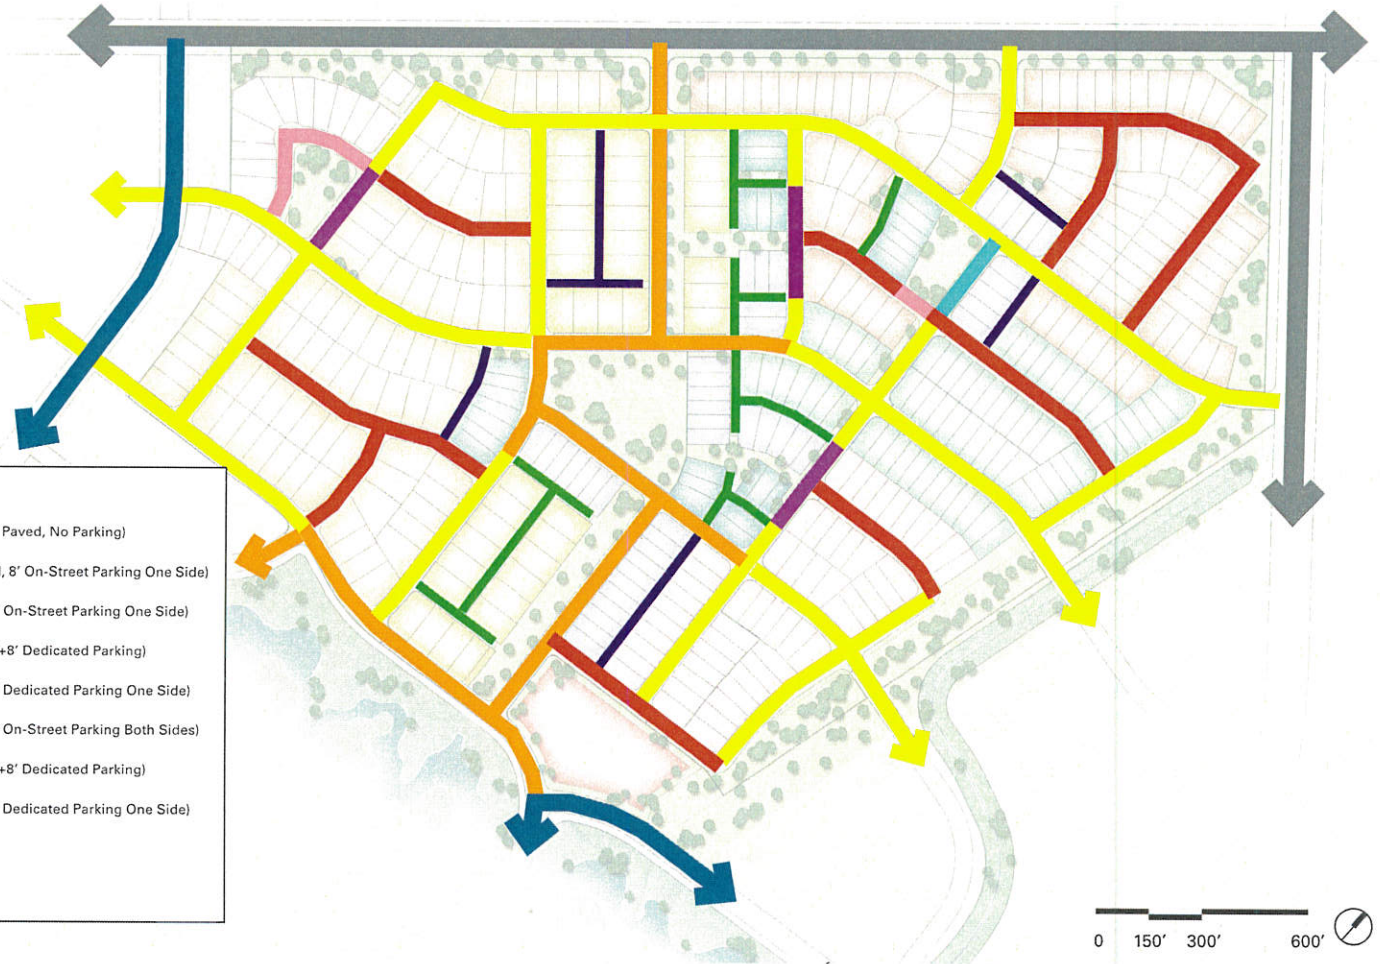 Paved, No Parking)
, 8' On-Street Parking One Side)
On-Street Parking One Side)
+8' Dedicated Parking)
Dedicated Parking One Side)
On-Street Parking Both Sides)
+8' Dedicated Parking)
Dedicated Parking One Side)
0 150' 300' 600'